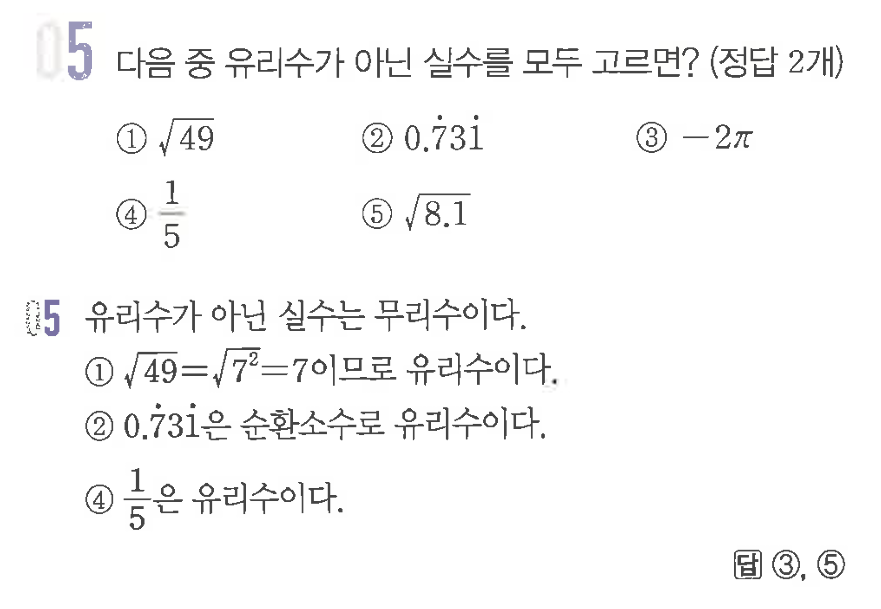 05 다음 중 유리수가 아닌 실수를 모두 고르면? (정답 2개)
① √49 ② 0.7̇31̇ ③ −2π
④ 1/5 ⑤ √8.1
05 유리수가 아닌 실수는 무리수이다.
① √49=√7²=7이므로 유리수이다.
② 0.7̇31̇은 순환소수로 유리수이다.
④ 1/5은 유리수이다.
답 ③, ⑤